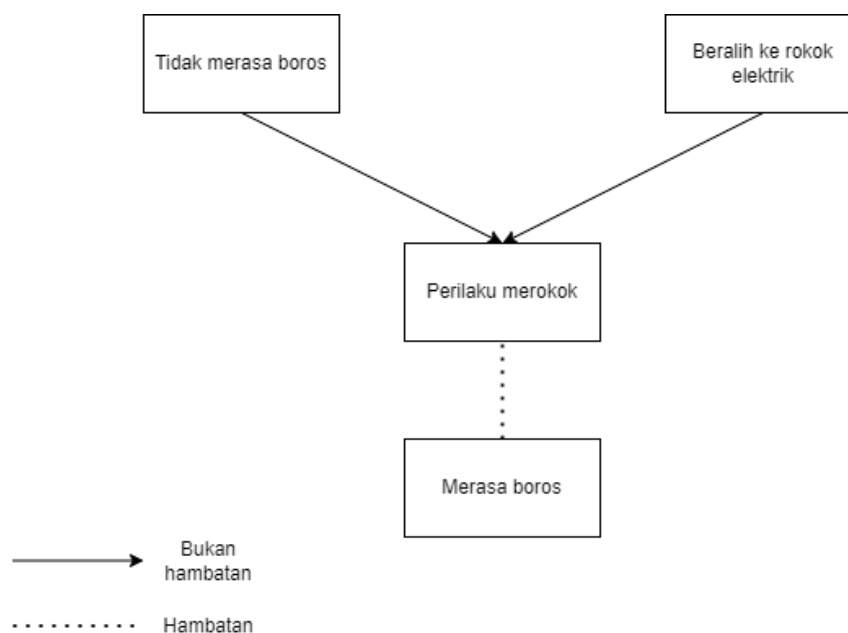 Tidak merasa boros
Beralih ke rokok
elektrik
Perilaku merokok
Merasa boros
Bukan
hambatan
Hambatan